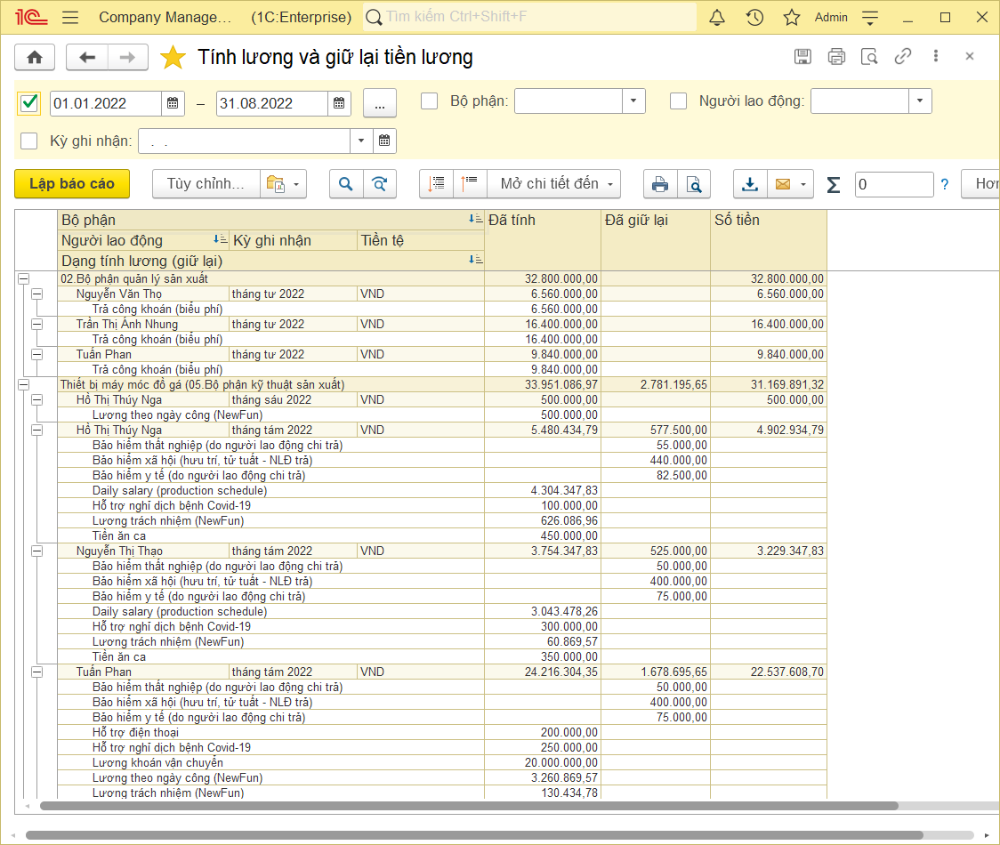 1C Company Manage... (1C:Enterprise) Tìm kiếm Ctrl+Shift+F Admin
Tính lương và giữ lại tiền lương
01.01.2022 – 31.08.2022 ... Bộ phận: Người lao động:
Kỳ ghi nhận: . .
Lập báo cáo Tùy chỉnh... Mở chi tiết đến Σ 0 ? Hơn
Bộ phận Đã tính Đã giữ lại Số tiền
Người lao động Kỳ ghi nhận Tiền tệ
Dạng tính lương (giữ lại)
02.Bộ phận quản lý sản xuất 32.800.000,00 32.800.000,00
Nguyễn Văn Thọ tháng tư 2022 VND 6.560.000,00 6.560.000,00
Trả công khoán (biểu phí) 6.560.000,00
Trần Thị Ánh Nhung tháng tư 2022 VND 16.400.000,00 16.400.000,00
Trả công khoán (biểu phí) 16.400.000,00
Tuấn Phan tháng tư 2022 VND 9.840.000,00 9.840.000,00
Trả công khoán (biểu phí) 9.840.000,00
Thiết bị máy móc đồ gá (05.Bộ phận kỹ thuật sản xuất) 33.951.086,97 2.781.195,65 31.169.891,32
Hồ Thị Thúy Nga tháng sáu 2022 VND 500.000,00 500.000,00
Lương theo ngày công (NewFun) 500.000,00
Hồ Thị Thúy Nga tháng tám 2022 VND 5.480.434,79 577.500,00 4.902.934,79
Bảo hiểm thất nghiệp (do người lao động chi trả) 55.000,00
Bảo hiểm xã hội (hưu trí, tử tuất - NLĐ trả) 440.000,00
Bảo hiểm y tế (do người lao động chi trả) 82.500,00
Daily salary (production schedule) 4.304.347,83
Hỗ trợ nghỉ dịch bệnh Covid-19 100.000,00
Lương trách nhiệm (NewFun) 626.086,96
Tiền ăn ca 450.000,00
Nguyễn Thị Thạo tháng tám 2022 VND 3.754.347,83 525.000,00 3.229.347,83
Bảo hiểm thất nghiệp (do người lao động chi trả) 50.000,00
Bảo hiểm xã hội (hưu trí, tử tuất - NLĐ trả) 400.000,00
Bảo hiểm y tế (do người lao động chi trả) 75.000,00
Daily salary (production schedule) 3.043.478,26
Hỗ trợ nghỉ dịch bệnh Covid-19 300.000,00
Lương trách nhiệm (NewFun) 60.869,57
Tiền ăn ca 350.000,00
Tuấn Phan tháng tám 2022 VND 24.216.304,35 1.678.695,65 22.537.608,70
Bảo hiểm thất nghiệp (do người lao động chi trả) 50.000,00
Bảo hiểm xã hội (hưu trí, tử tuất - NLĐ trả) 400.000,00
Bảo hiểm y tế (do người lao động chi trả) 75.000,00
Hỗ trợ điện thoại 200.000,00
Hỗ trợ nghỉ dịch bệnh Covid-19 250.000,00
Lương khoán vận chuyển 20.000.000,00
Lương theo ngày công (NewFun) 3.260.869,57
Lương trách nhiệm (NewFun) 130.434,78